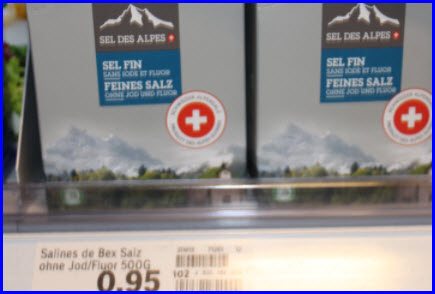 SEL DES ALPES
SEL FIN
SANS IODE ET FLUOR
FEINES SALZ
OHNE JOD UND FLUOR
SEL DES ALPES
SEL FIN
SANS IODE ET FLUOR
FEINES SALZ
OHNE JOD UND FLUOR
Salines de Bex Salz
ohne Jod/Fluor 500G
0.95
102